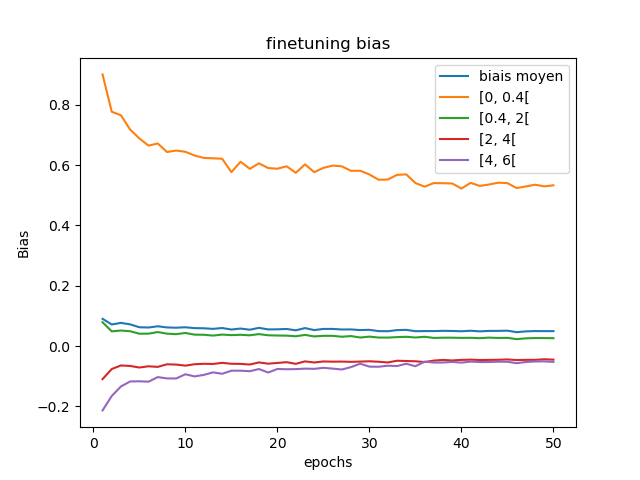 finetuning bias
biais moyen
[0, 0.4[
[0.4, 2[
[2, 4[
[4, 6[
Bias
0.8
0.6
0.4
0.2
0.0
−0.2
0 10 20 30 40 50
epochs